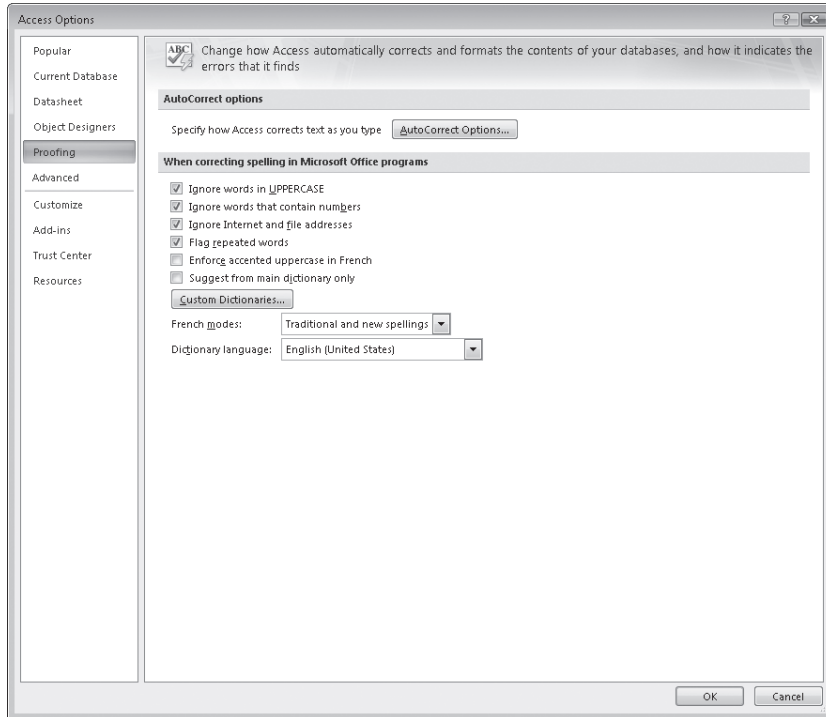 Access Options
Popular
Current Database
Datasheet
Object Designers
Proofing
Advanced
Customize
Add-ins
Trust Center
Resources
ABC
Change how Access automatically corrects and formats the contents of your databases, and how it indicates the
errors that it finds
AutoCorrect options
Specify how Access corrects text as you type AutoCorrect Options...
When correcting spelling in Microsoft Office programs
Ignore words in UPPERCASE
Ignore words that contain numbers
Ignore Internet and file addresses
Flag repeated words
Enforce accented uppercase in French
Suggest from main dictionary only
Custom Dictionaries...
French modes: Traditional and new spellings
Dictionary language: English (United States)
OK Cancel